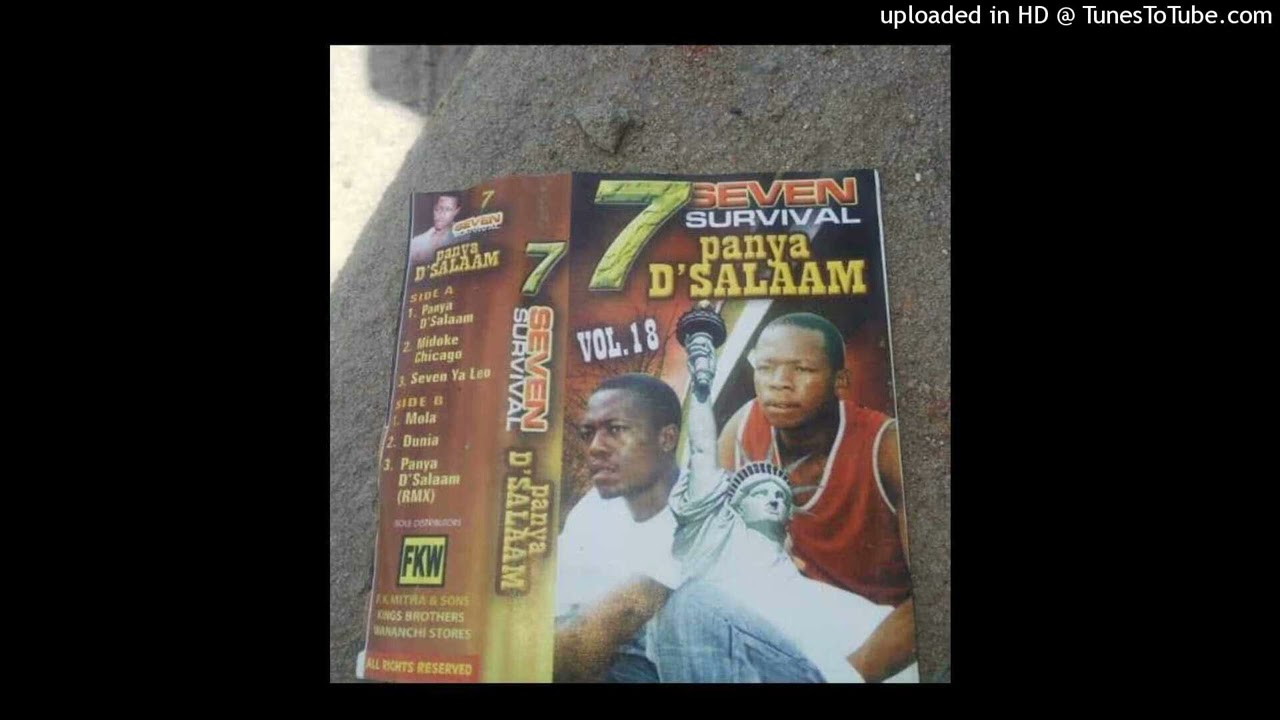 uploaded in HD @ TunesToTube.com
7
SEVEN
SURVIVAL
panya
D'SALAAM
SIDE A
1. Panya
D'Salaam
2. Midoke
Chicago
3. Seven Ya Leo
SIDE B
1. Mola
2. Dunia
3. Panya
D'Salaam
(RMX)
SOLE DISTRIBUTORS
FKW
F.K.MITHA & SONS
KINGS BROTHERS
WANANCHI STORES
ALL RIGHTS RESERVED
7 SEVEN
SURVIVAL
panya
D'SALAAM
7 SEVEN
SURVIVAL
panya
D'SALAAM
VOL.18